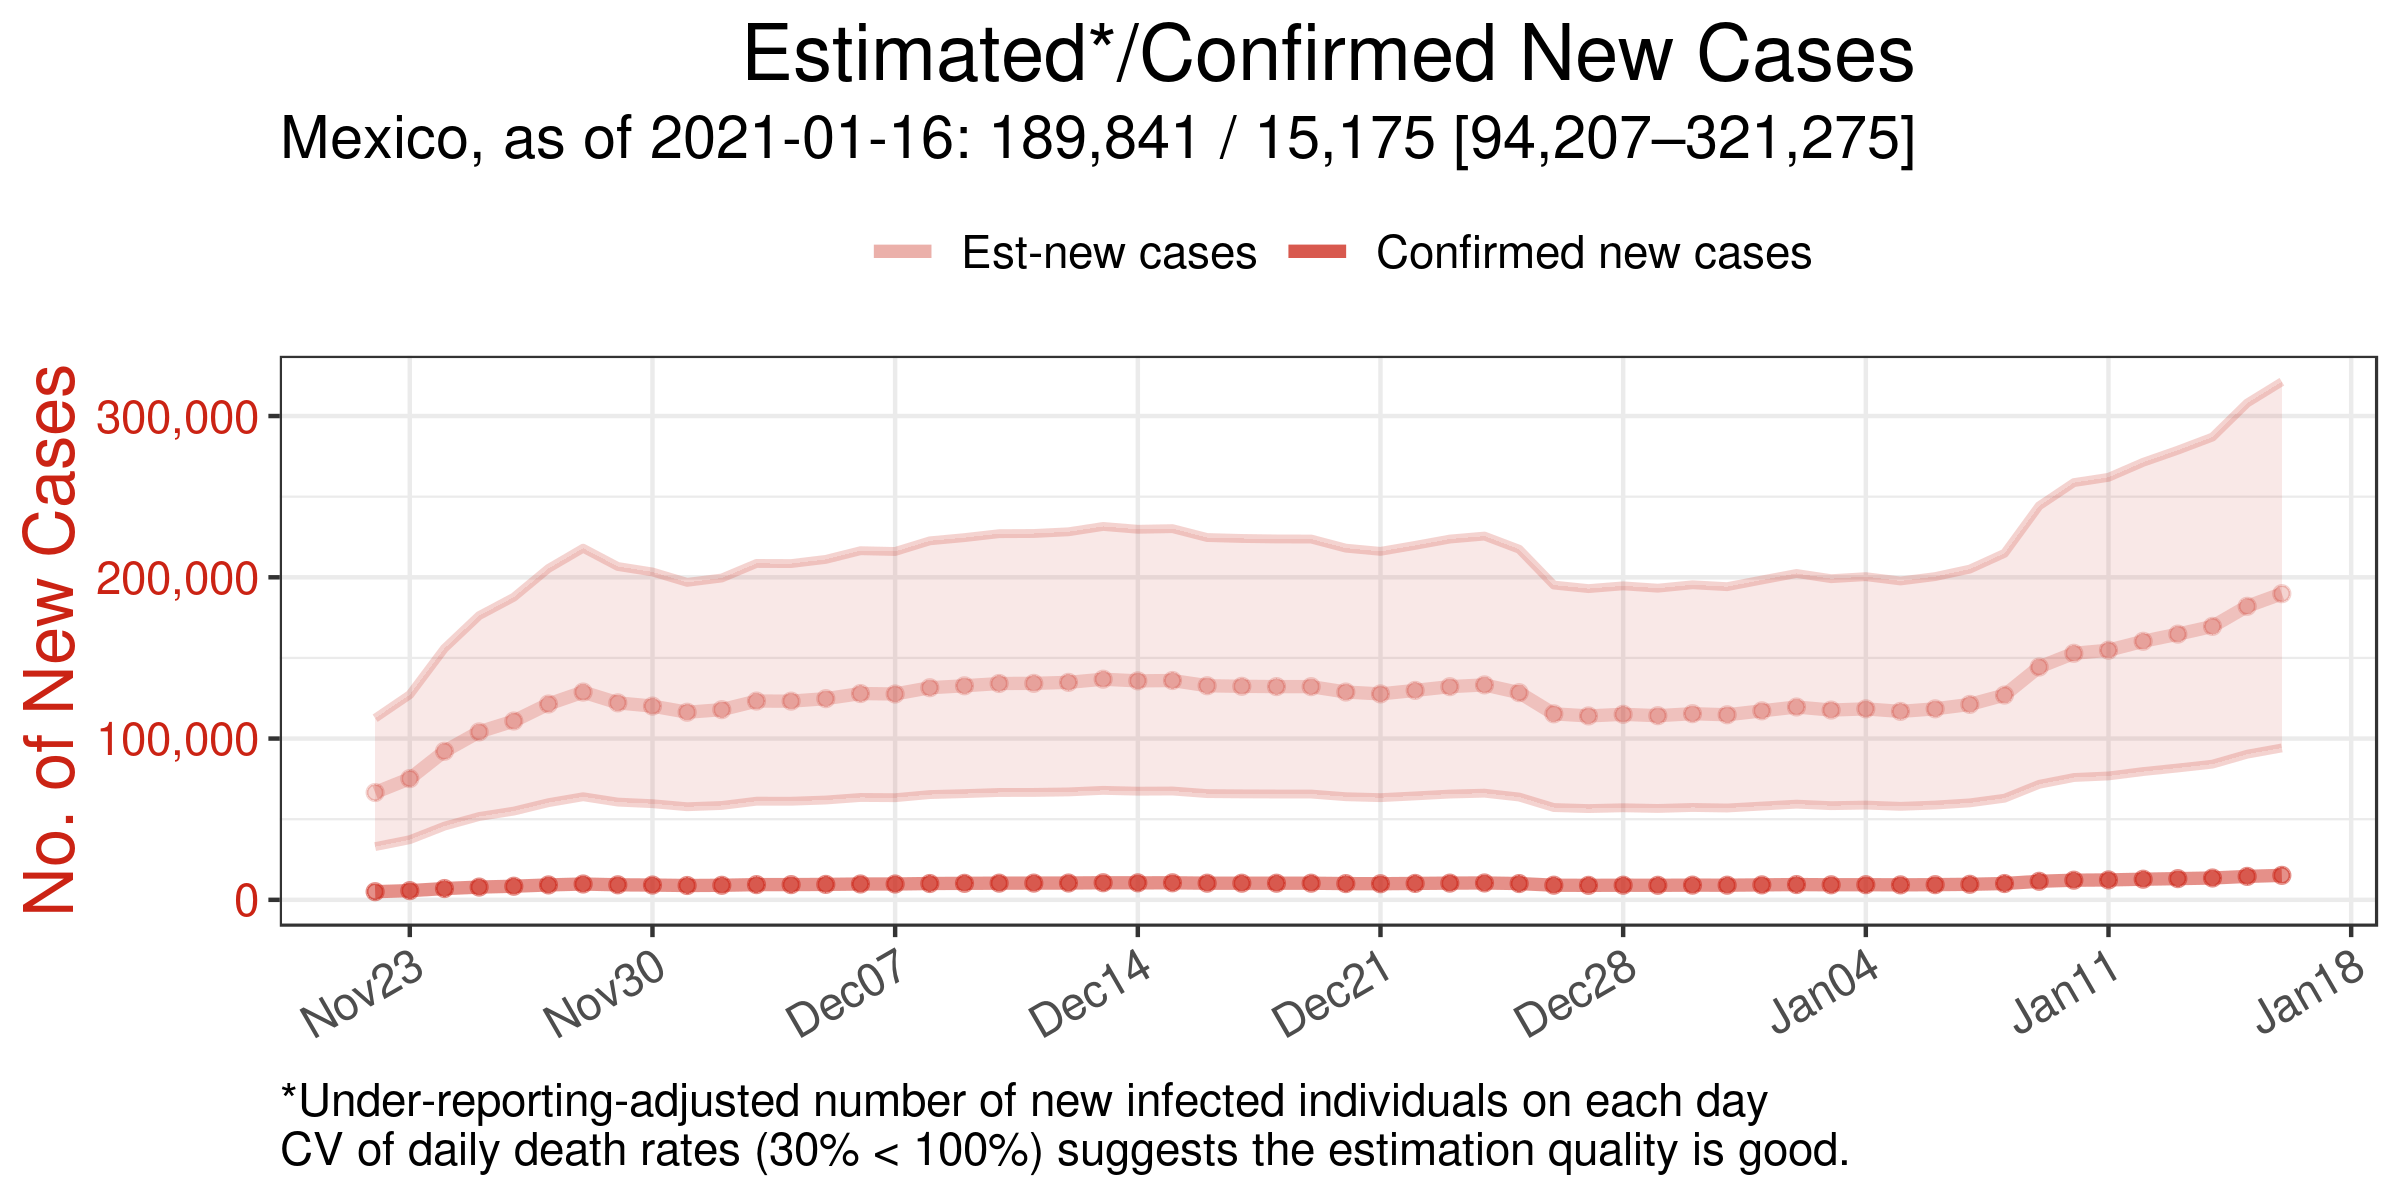 Estimated*/Confirmed New Cases
Mexico, as of 2021-01-16: 189,841 / 15,175 [94,207–321,275]
Est-new cases Confirmed new cases
No. of New Cases
300,000
200,000
100,000
0
Nov23 Nov30 Dec07 Dec14 Dec21 Dec28 Jan04 Jan11 Jan18
*Under-reporting-adjusted number of new infected individuals on each day
CV of daily death rates (30% < 100%) suggests the estimation quality is good.